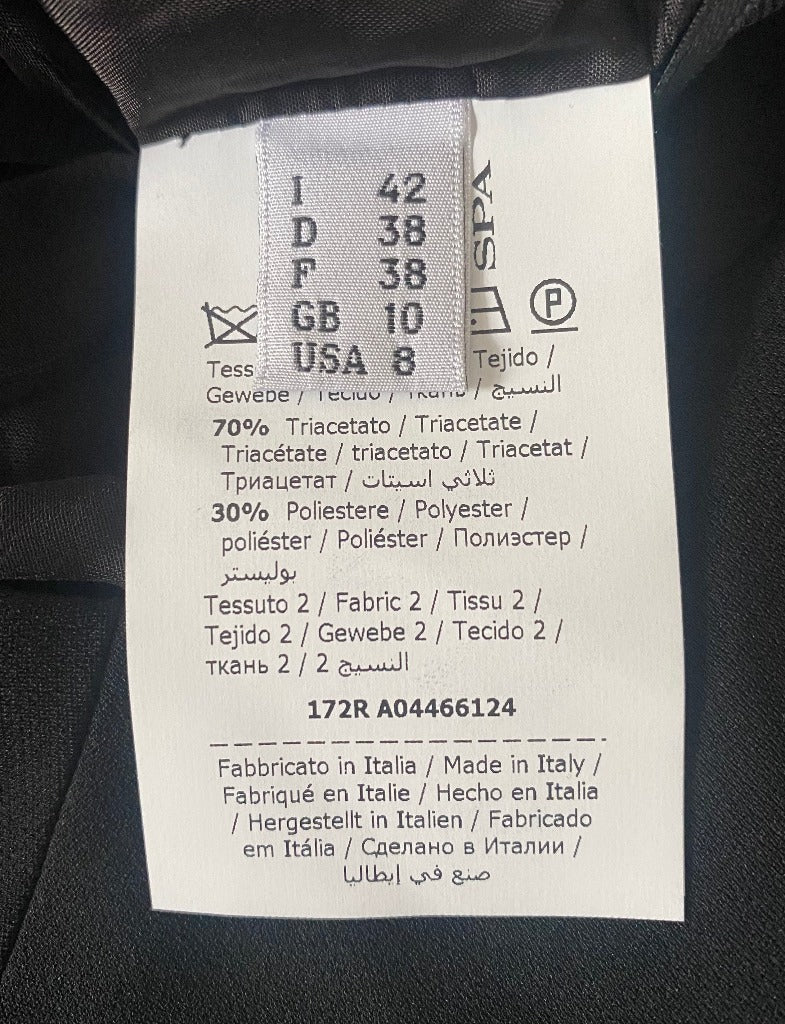 I 42
D 38
F 38
GB 10
USA 8
SPA
P
Tejido /
Gewebe / Tecido / ткань / النسيج
70% Triacetato / Triacetate /
Triacétate / triacetato / Triacetat /
Триацетат / ثلاثي اسيتات
30% Poliestere / Polyester /
poliéster / Poliéster / Полиэстер /
بوليستر
Tessuto 2 / Fabric 2 / Tissu 2 /
Tejido 2 / Gewebe 2 / Tecido 2 /
ткань 2 / 2 النسيج
172R A04466124
Fabbricato in Italia / Made in Italy /
Fabriqué en Italie / Hecho en Italia
/ Hergestellt in Italien / Fabricado
em Itália / Сделано в Италии /
صنع في إيطاليا